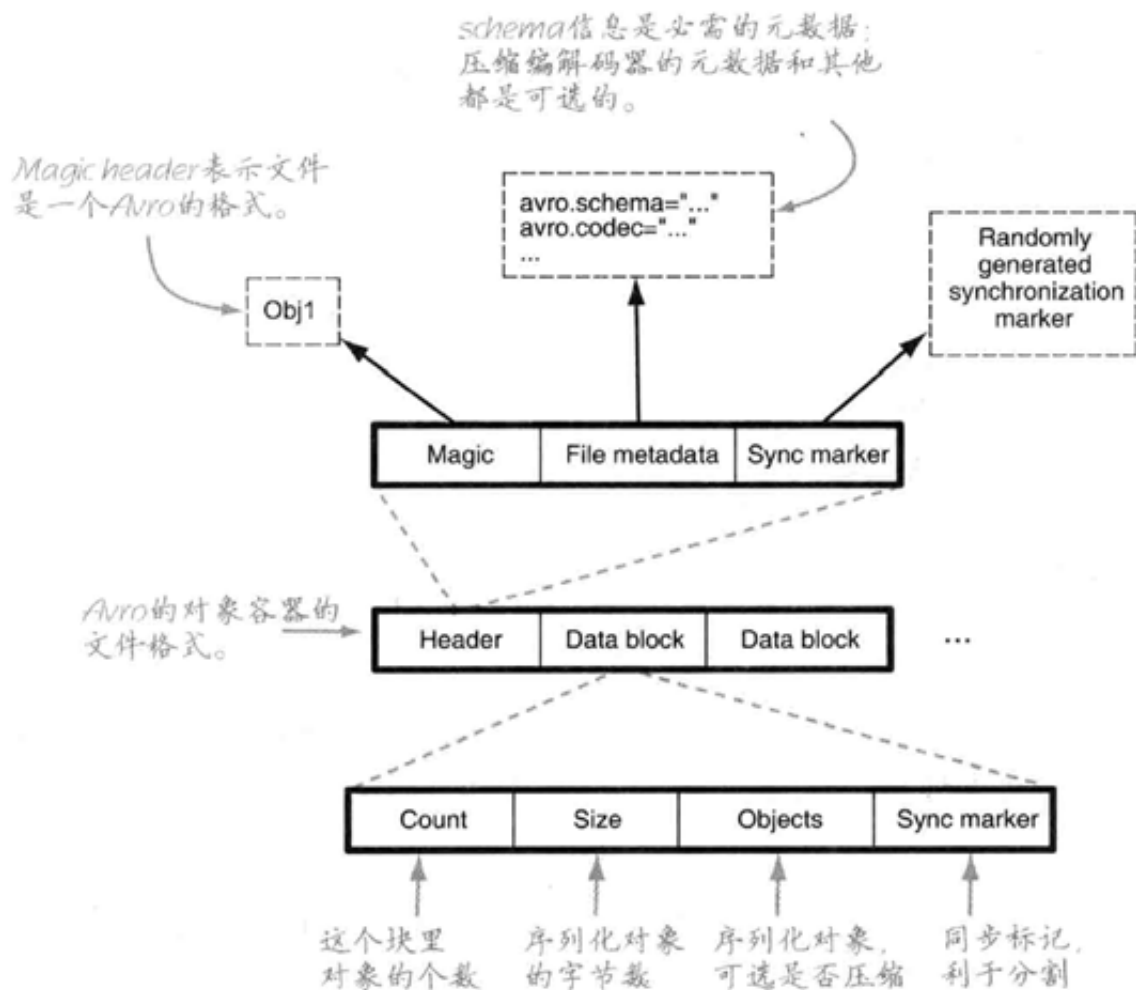 schema信息是必需的元数据；
压缩编解码器的元数据和其他
都是可选的。
Magic header表示文件
是一个Avro的格式。
avro.schema="..."
avro.codec="..."
...
Randomly
generated
synchronization
marker
Obj1
Magic
File metadata
Sync marker
Avro的对象容器的
文件格式。
Header
Data block
Data block
...
Count
Size
Objects
Sync marker
这个块里
对象的个数
序列化对象
的字节数
序列化对象，
可选是否压缩
同步标记，
利于分割